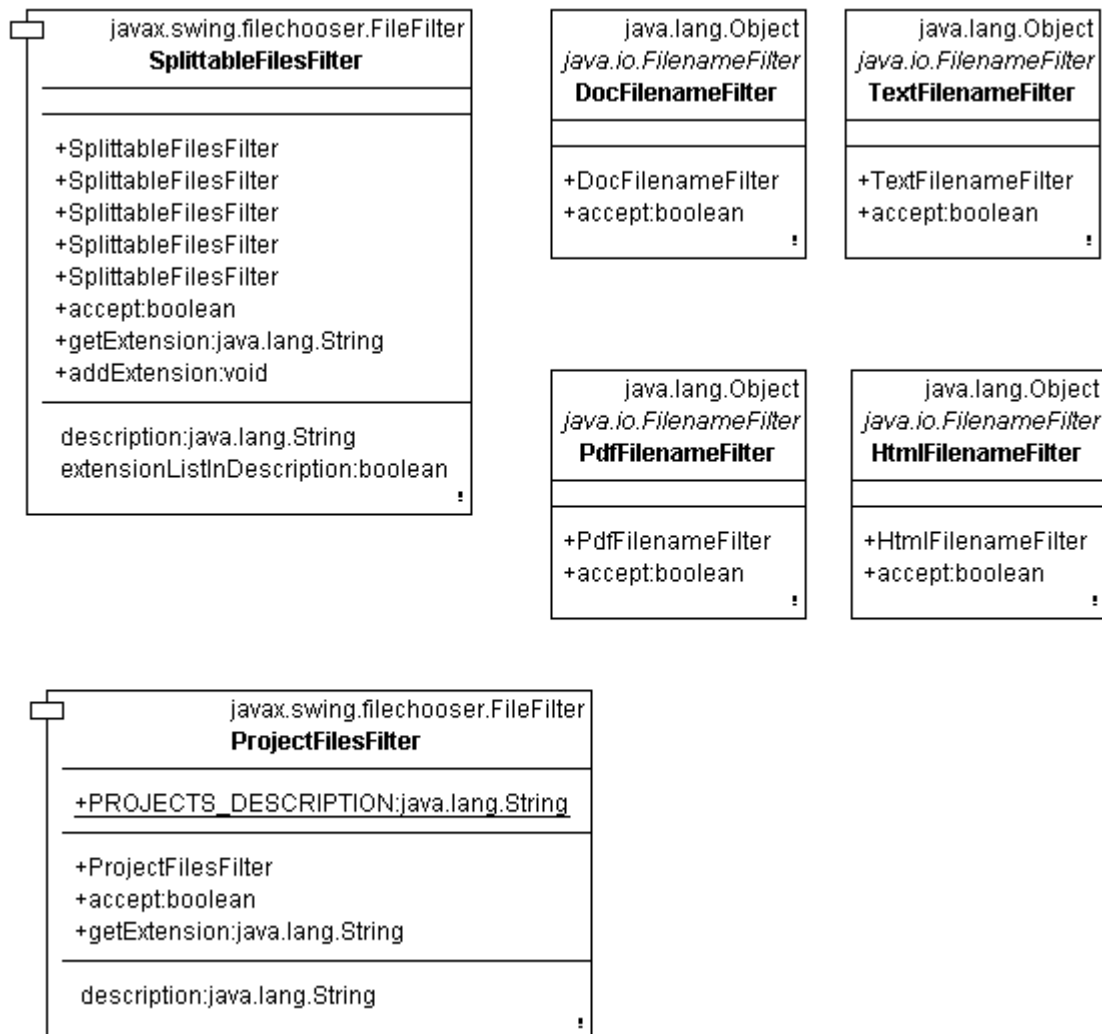 javax.swing.filechooser.FileFilter
SplittableFilesFilter
+SplittableFilesFilter
+SplittableFilesFilter
+SplittableFilesFilter
+SplittableFilesFilter
+SplittableFilesFilter
+accept:boolean
+getExtension:java.lang.String
+addExtension:void
description:java.lang.String
extensionListInDescription:boolean
!
java.lang.Object
java.io.FilenameFilter
DocFilenameFilter
+DocFilenameFilter
+accept:boolean
!
java.lang.Object
java.io.FilenameFilter
TextFilenameFilter
+TextFilenameFilter
+accept:boolean
!
java.lang.Object
java.io.FilenameFilter
PdfFilenameFilter
+PdfFilenameFilter
+accept:boolean
!
java.lang.Object
java.io.FilenameFilter
HtmlFilenameFilter
+HtmlFilenameFilter
+accept:boolean
!
javax.swing.filechooser.FileFilter
ProjectFilesFilter
+PROJECTS_DESCRIPTION:java.lang.String
+ProjectFilesFilter
+accept:boolean
+getExtension:java.lang.String
description:java.lang.String
!